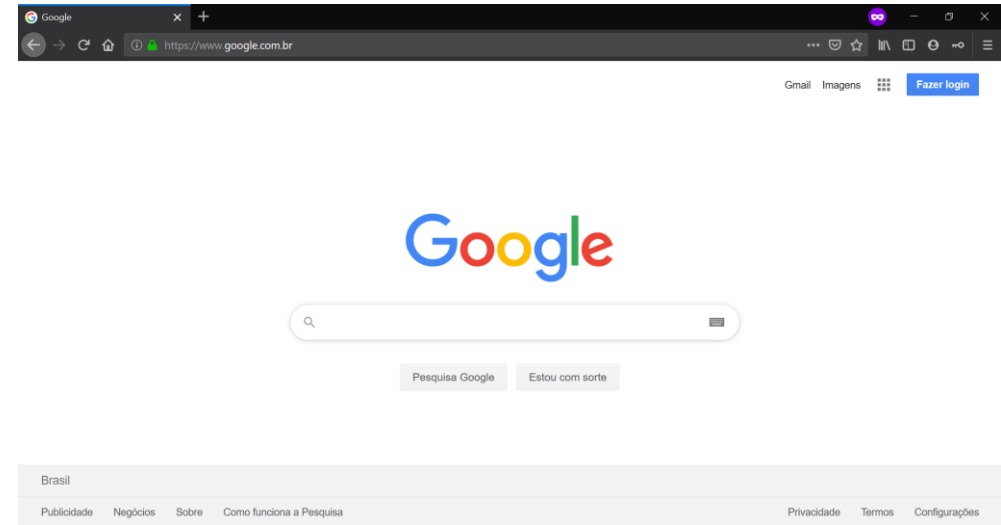 Google
https://www.google.com.br
Gmail Imagens Fazer login
Google
Pesquisa Google Estou com sorte
Brasil
Publicidade Negócios Sobre Como funciona a Pesquisa Privacidade Termos Configurações